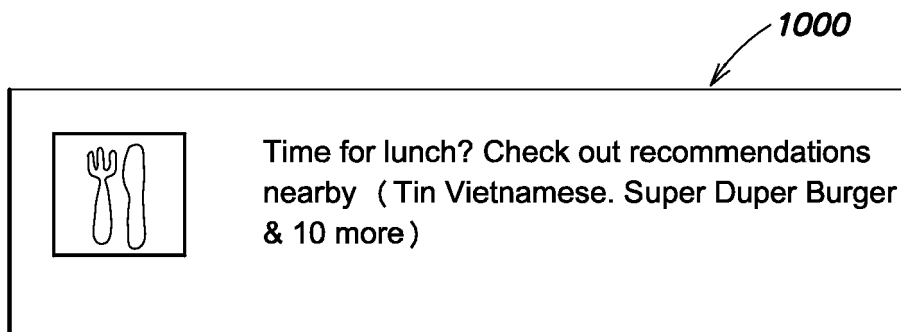 1000
Time for lunch? Check out recommendations
nearby (Tin Vietnamese. Super Duper Burger
& 10 more)